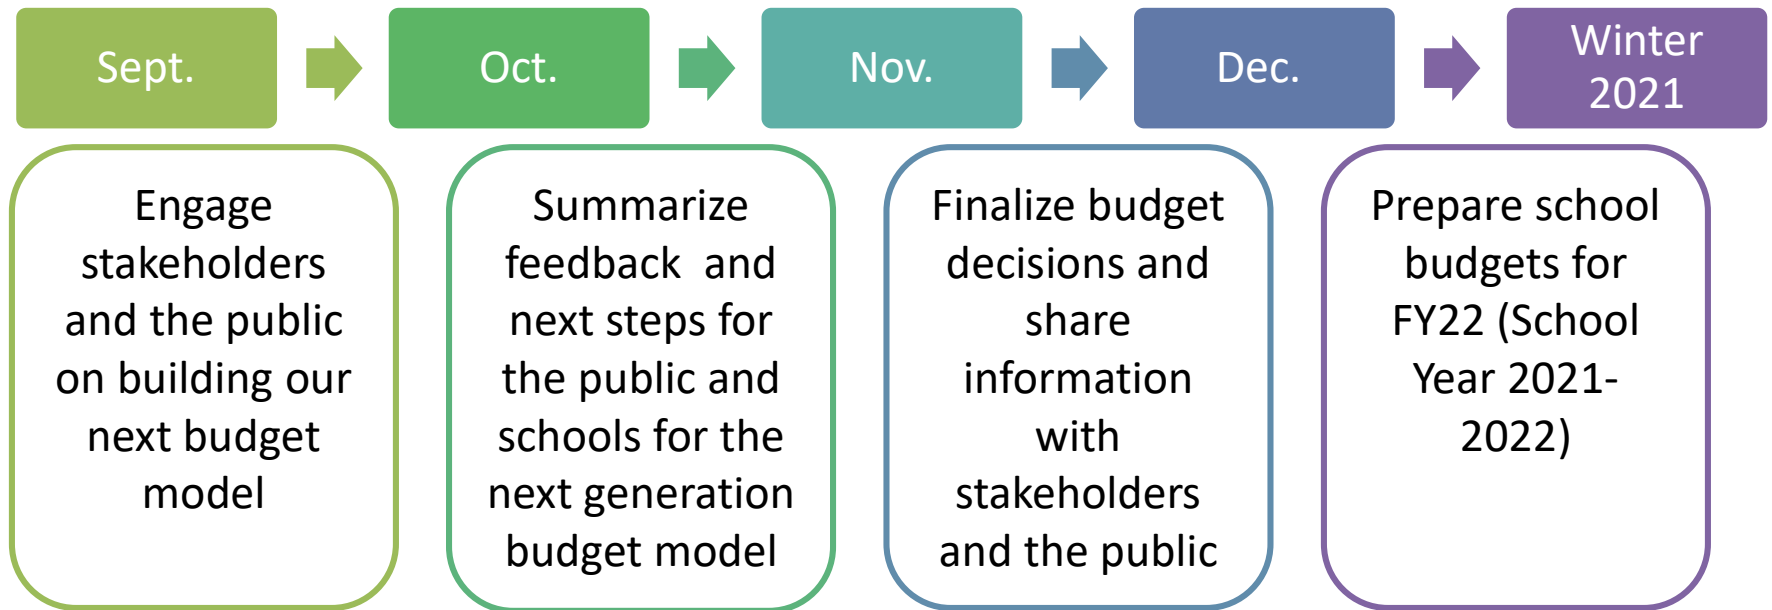 Sept.
Oct.
Nov.
Dec.
Winter
2021
Engage
stakeholders
and the public
on building our
next budget
model
Summarize
feedback and
next steps for
the public and
schools for the
next generation
budget model
Finalize budget
decisions and
share
information
with
stakeholders
and the public
Prepare school
budgets for
FY22 (School
Year 2021-
2022)